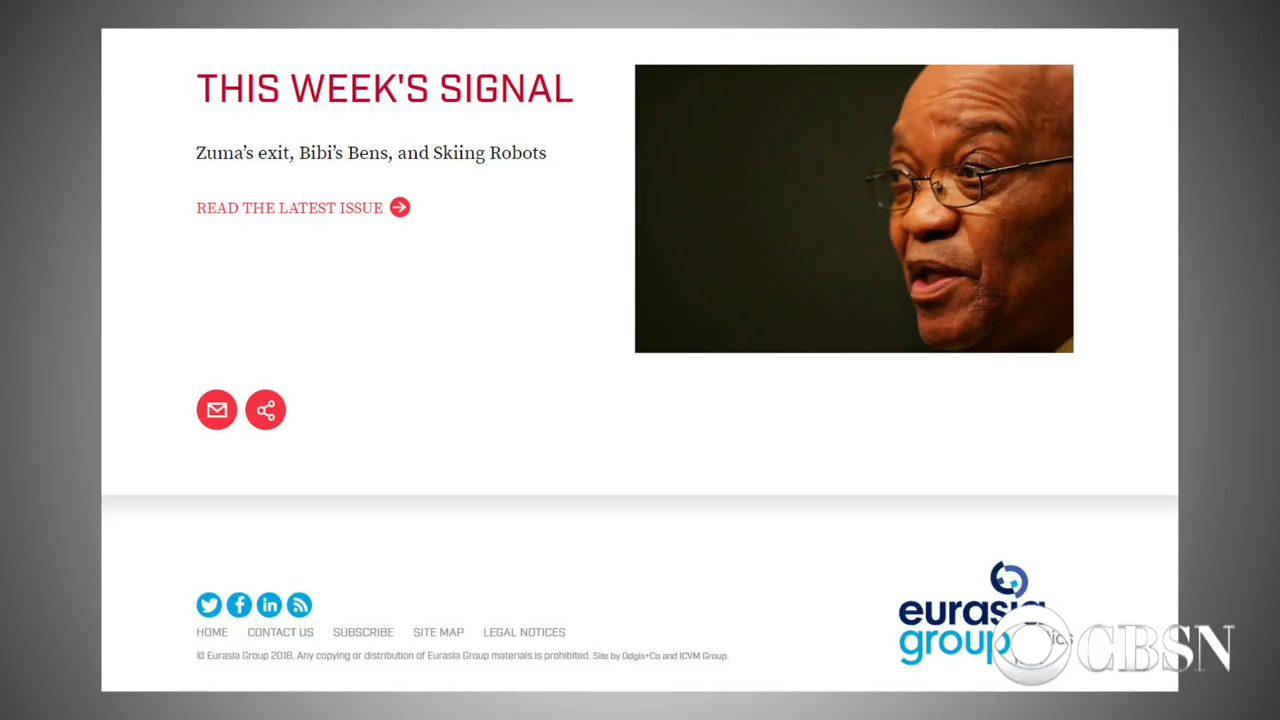 THIS WEEK'S SIGNAL
Zuma's exit, Bibi's Bens, and Skiing Robots
READ THE LATEST ISSUE
HOME CONTACT US SUBSCRIBE SITE MAP LEGAL NOTICES
© Eurasia Group 2018. Any copying or distribution of Eurasia Group materials is prohibited. Site by Odgis+Co and ICVM Group.
eurasia
group
CBSN